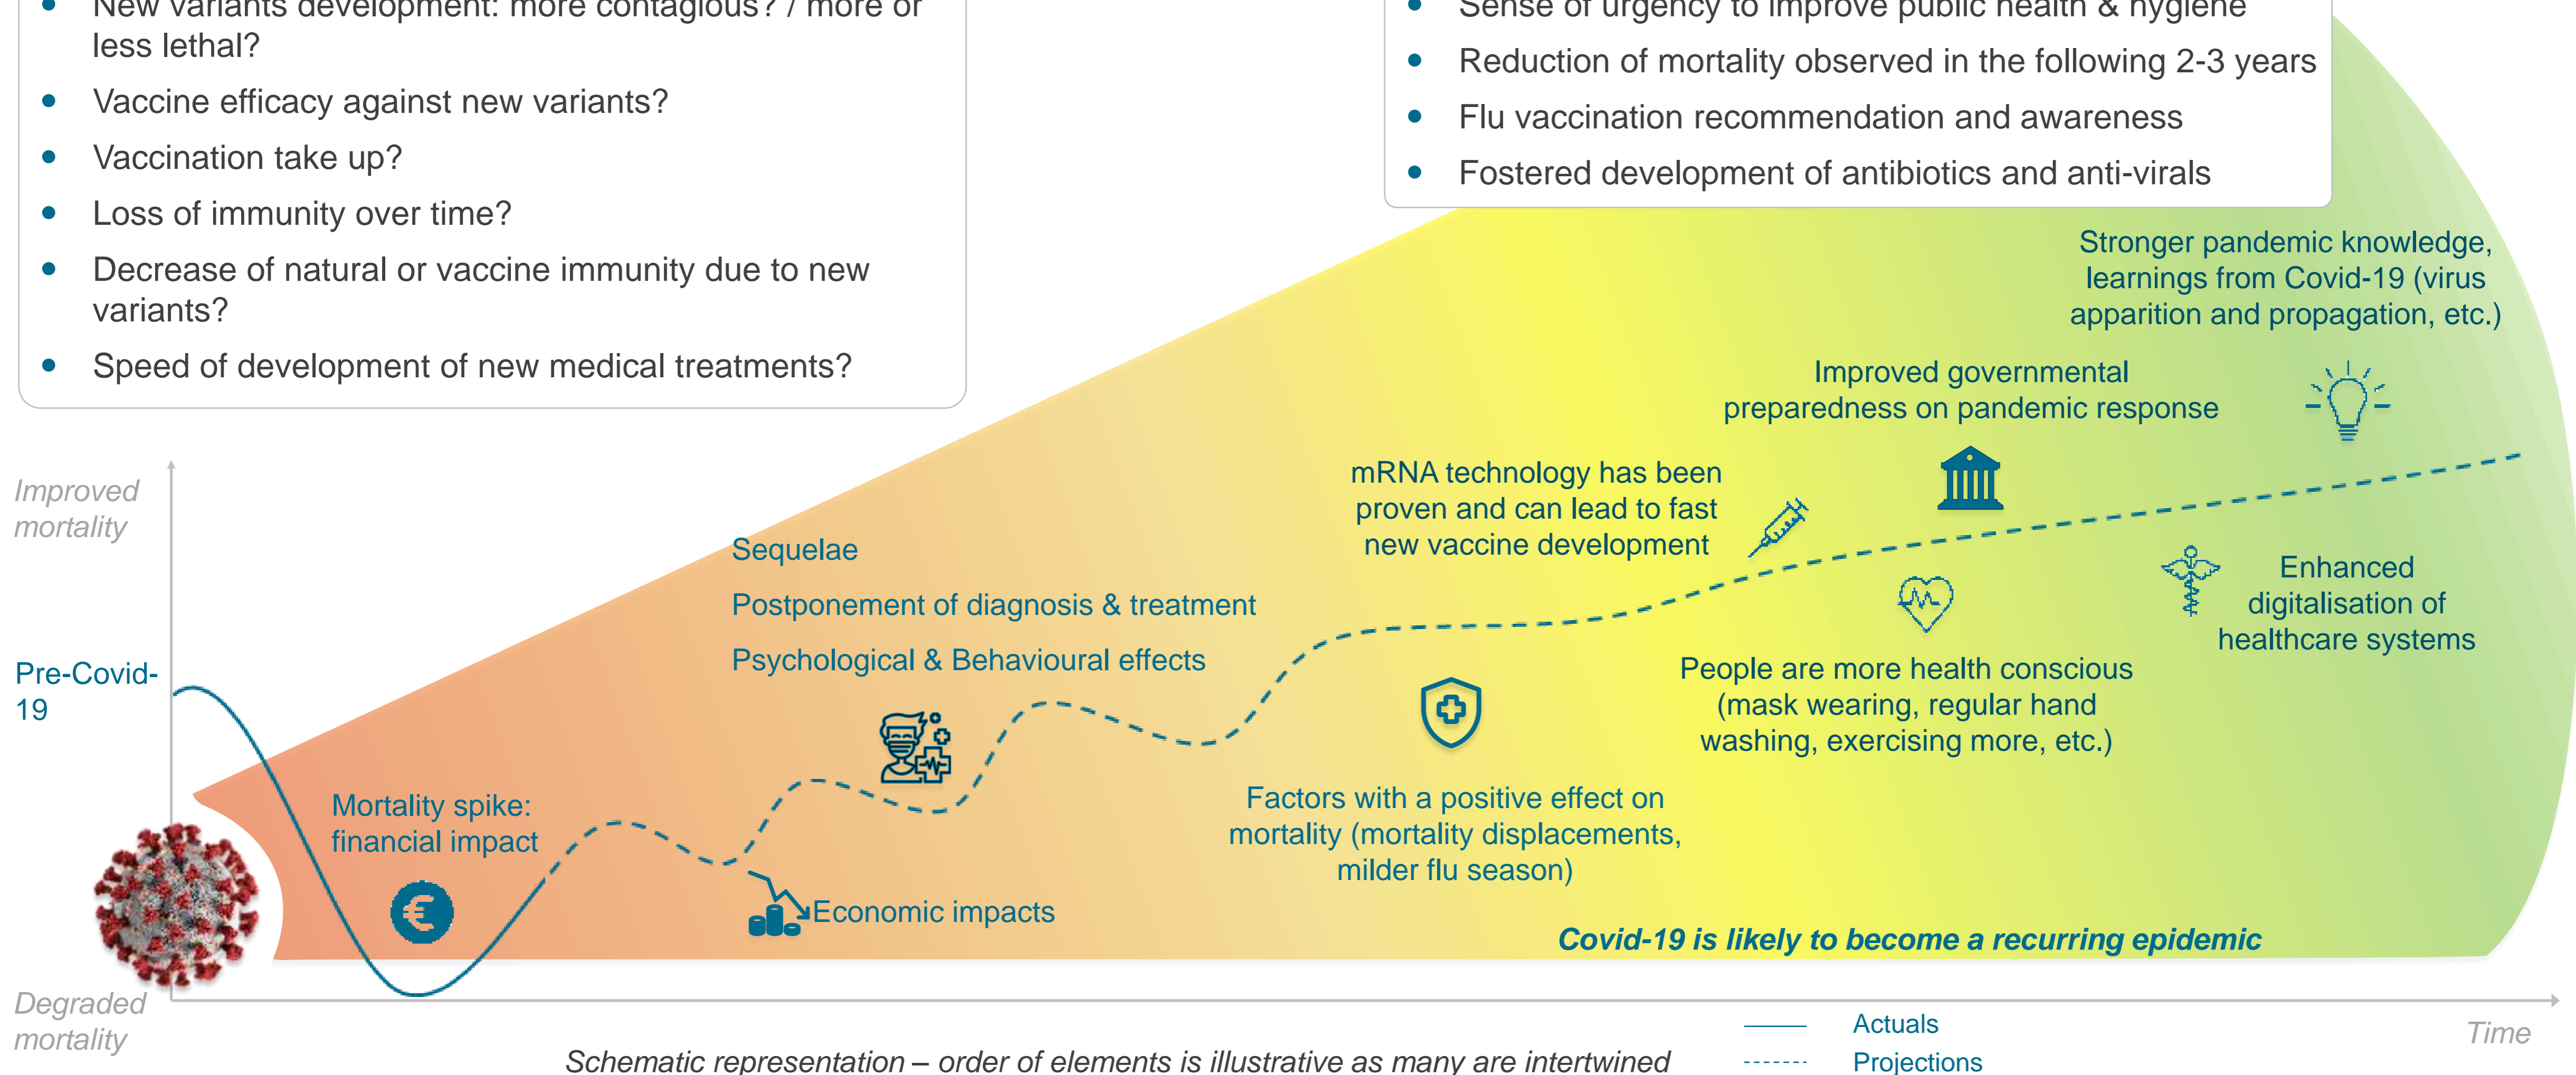 New variants development: more contagious? / more or
less lethal?
Vaccine efficacy against new variants?
Vaccination take up?
Loss of immunity over time?
Decrease of natural or vaccine immunity due to new
variants?
Speed of development of new medical treatments?
Sense of urgency to improve public health & hygiene
Reduction of mortality observed in the following 2-3 years
Flu vaccination recommendation and awareness
Fostered development of antibiotics and anti-virals
Stronger pandemic knowledge,
learnings from Covid-19 (virus
apparition and propagation, etc.)
Improved governmental
preparedness on pandemic response
mRNA technology has been
proven and can lead to fast
new vaccine development
Improved
mortality
Sequelae
Postponement of diagnosis & treatment
Psychological & Behavioural effects
Enhanced
digitalisation of
healthcare systems
Pre-Covid-
19
People are more health conscious
(mask wearing, regular hand
washing, exercising more, etc.)
Mortality spike:
financial impact
€
Factors with a positive effect on
mortality (mortality displacements,
milder flu season)
Economic impacts
Covid-19 is likely to become a recurring epidemic
Degraded
mortality
Time
Actuals
Projections
Schematic representation – order of elements is illustrative as many are intertwined